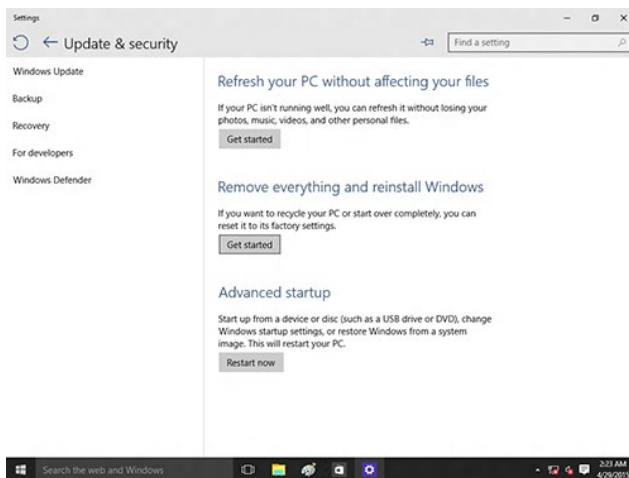 Settings
Update & security
Find a setting
Windows Update
Backup
Recovery
For developers
Windows Defender
Refresh your PC without affecting your files
If your PC isn't running well, you can refresh it without losing your
photos, music, videos, and other personal files.
Get started
Remove everything and reinstall Windows
If you want to recycle your PC or start over completely, you can
reset it to its factory settings.
Get started
Advanced startup
Start up from a device or disc (such as a USB drive or DVD), change
Windows startup settings, or restore Windows from a system
image. This will restart your PC.
Restart now
Search the web and Windows
2:23 AM
4/29/2015